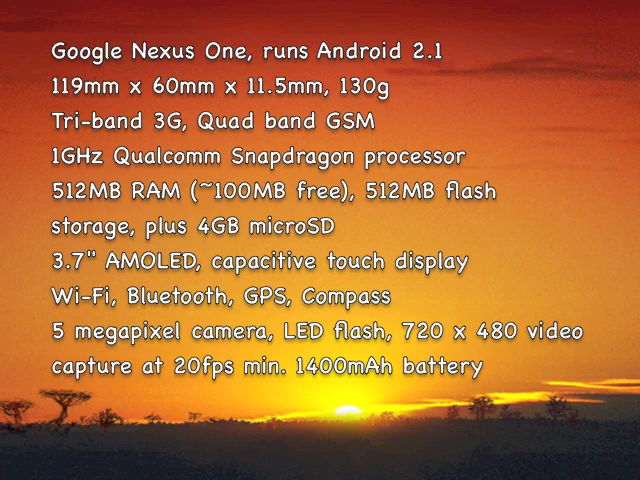 Google Nexus One, runs Android 2.1
119mm x 60mm x 11.5mm, 130g
Tri-band 3G, Quad band GSM
1GHz Qualcomm Snapdragon processor
512MB RAM (~100MB free), 512MB flash
storage, plus 4GB microSD
3.7" AMOLED, capacitive touch display
Wi-Fi, Bluetooth, GPS, Compass
5 megapixel camera, LED flash, 720 x 480 video
capture at 20fps min. 1400mAh battery